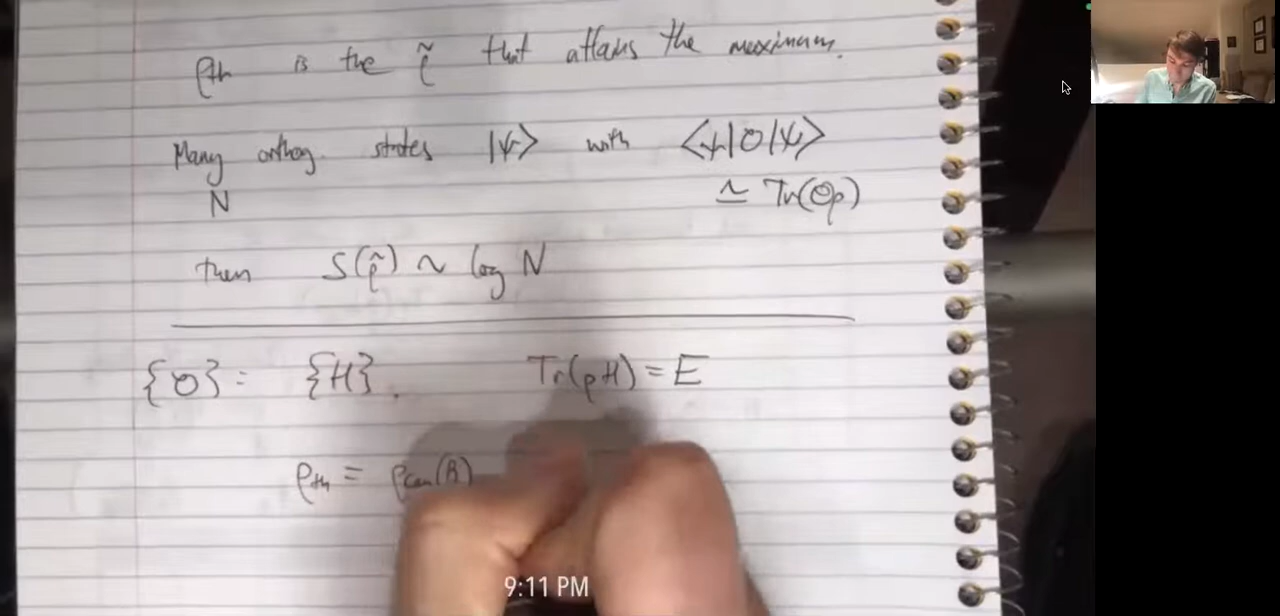 ρth is the ρ̃ that attains the maximum.
Many orthog. states |ψ> with <ψ|O|ψ>
N ≃ Tr(Oρ)
then S(ρ̃) ~ log N
{O} = {H}. Tr(ρH) = E
ρth = ρcan(β)
9:11 PM